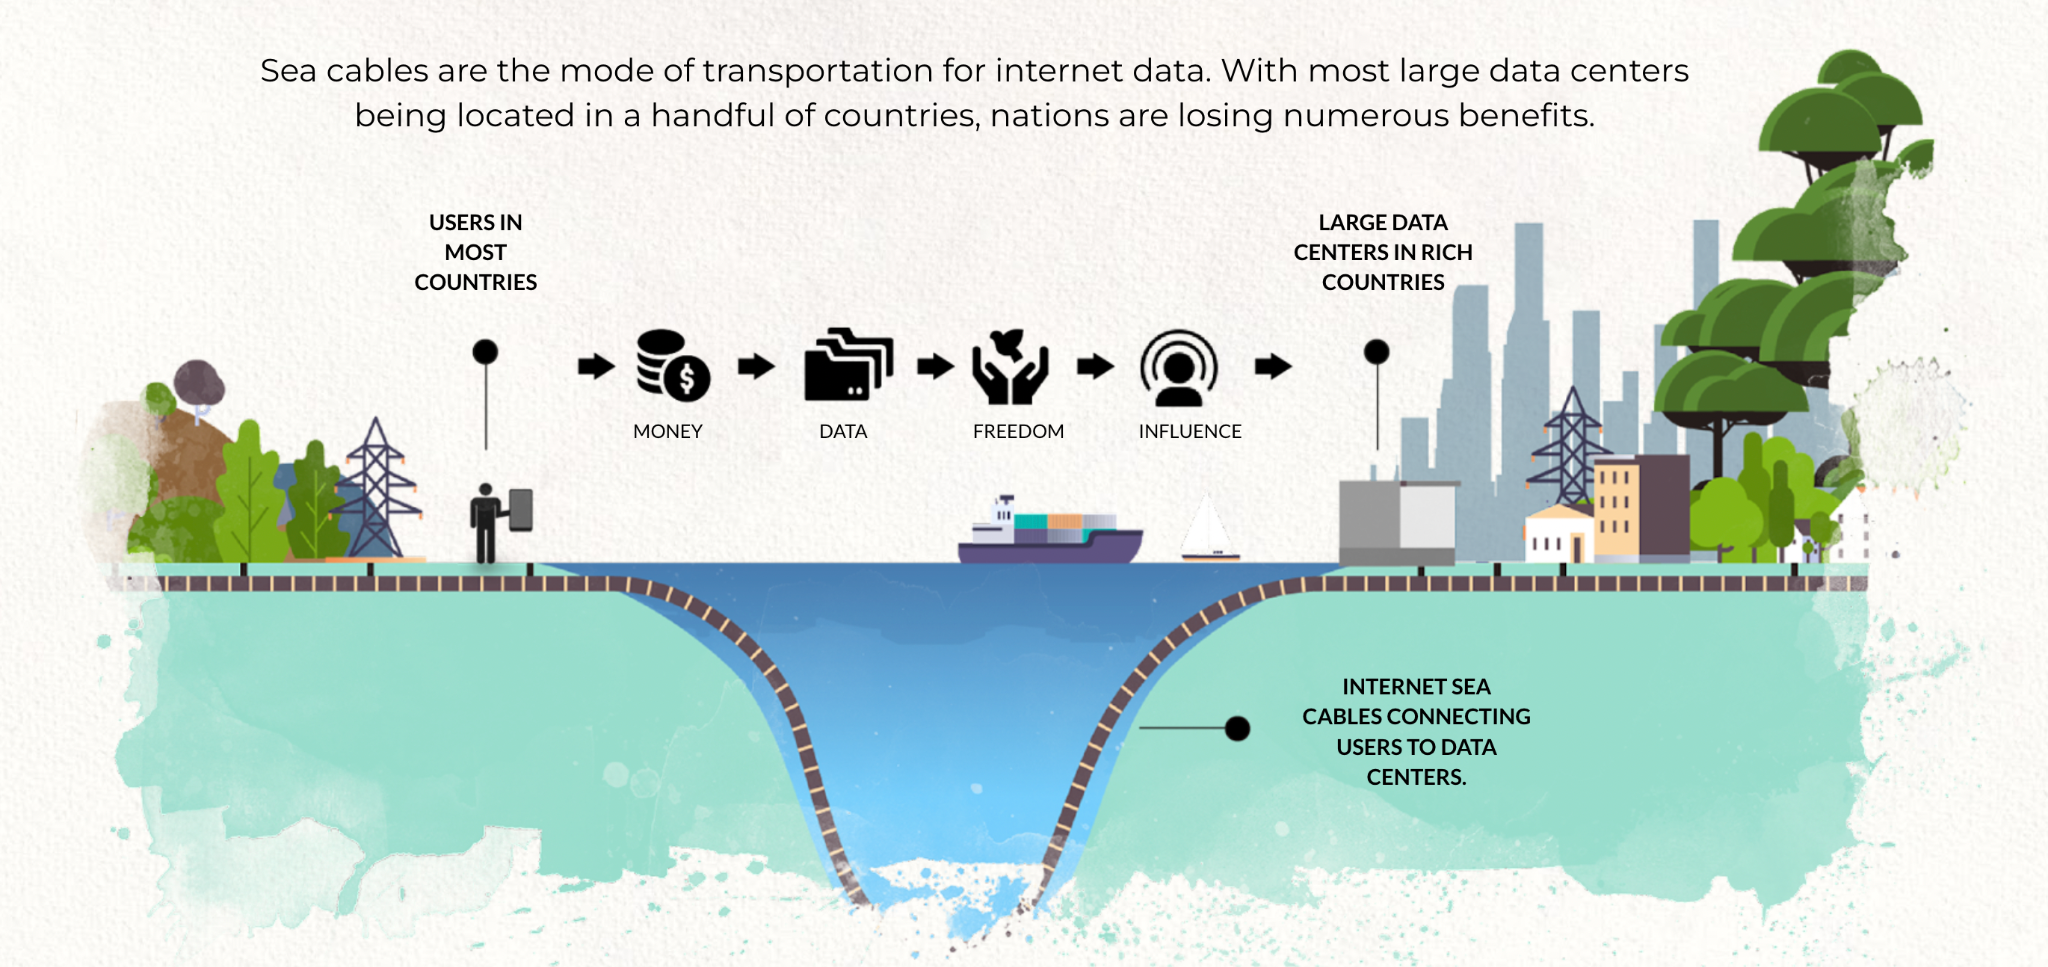 Sea cables are the mode of transportation for internet data. With most large data centers
being located in a handful of countries, nations are losing numerous benefits.
USERS IN
MOST
COUNTRIES
LARGE DATA
CENTERS IN RICH
COUNTRIES
MONEY
DATA
FREEDOM
INFLUENCE
INTERNET SEA
CABLES CONNECTING
USERS TO DATA
CENTERS.